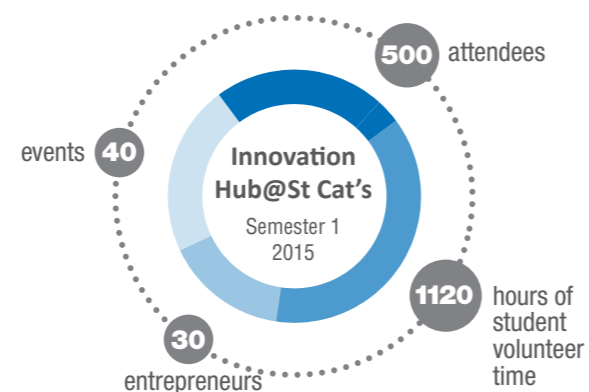 500 attendees
events 40
Innovation
Hub@St Cat's
Semester 1
2015
1120 hours of
student
volunteer
time
30
entrepreneurs